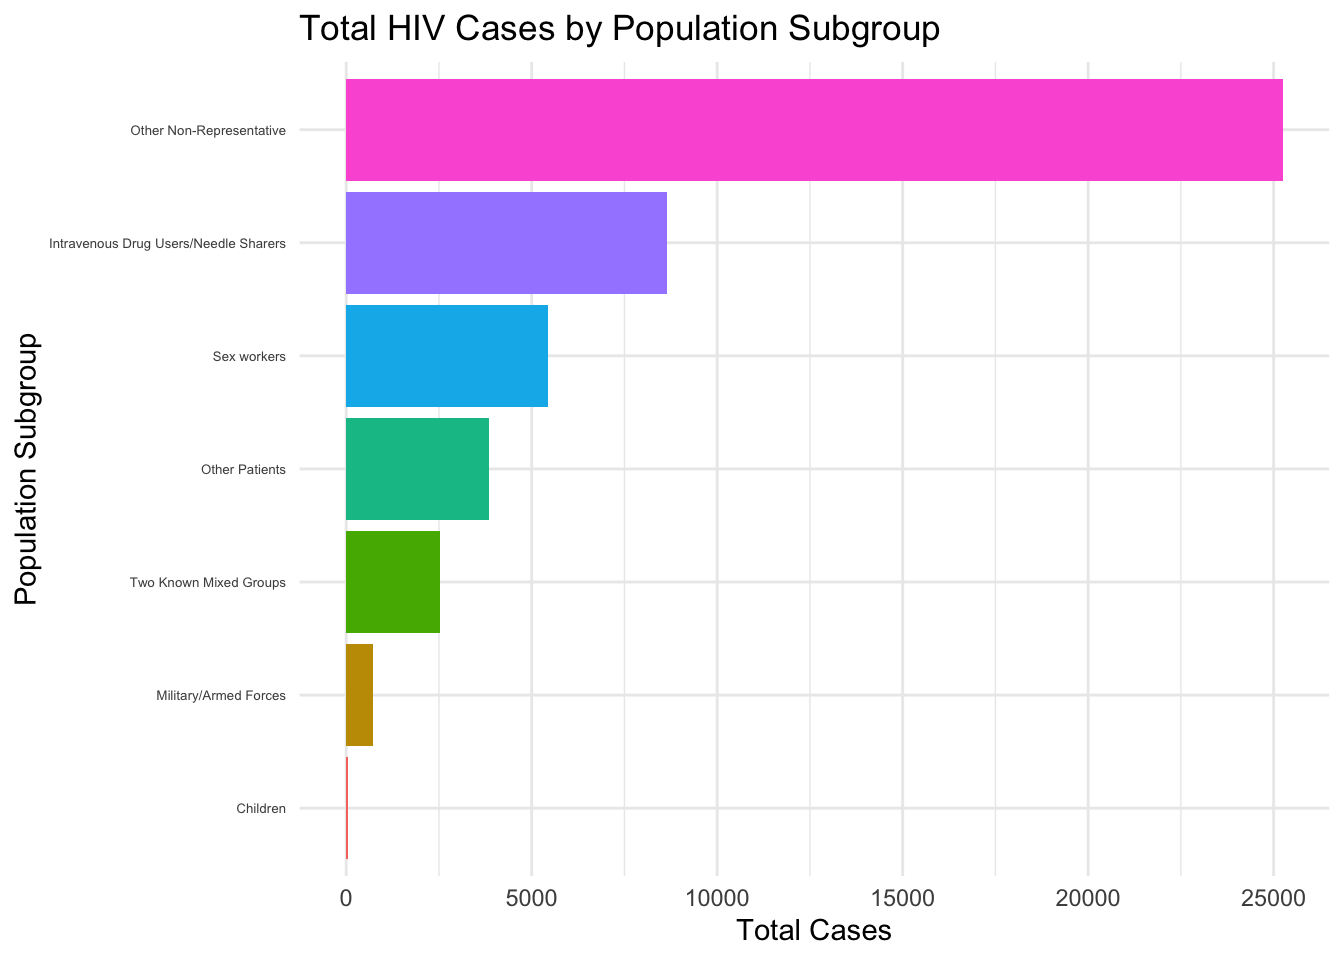 Total HIV Cases by Population Subgroup
Population Subgroup
Other Non-Representative
Intravenous Drug Users/Needle Sharers
Sex workers
Other Patients
Two Known Mixed Groups
Military/Armed Forces
Children
0 5000 10000 15000 20000 25000
Total Cases